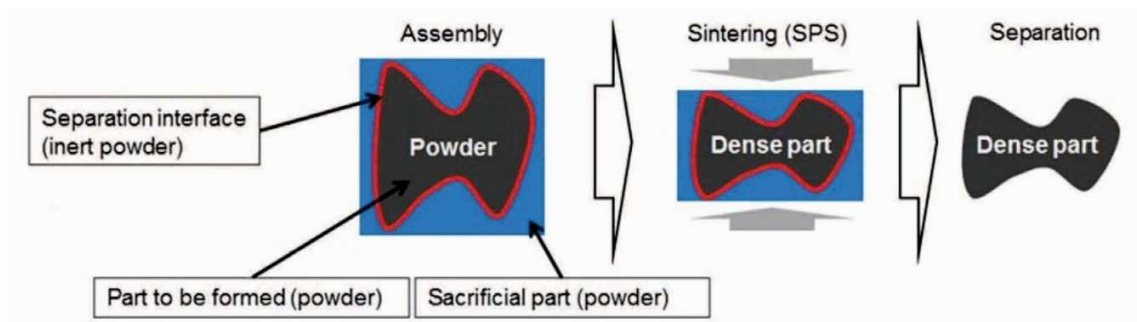 Assembly
Sintering (SPS)
Separation
Separation interface
(inert powder)
Powder
Dense part
Dense part
Part to be formed (powder)
Sacrificial part (powder)